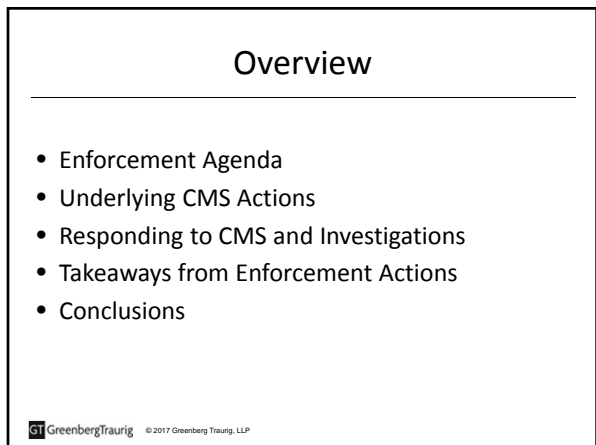 Overview
• Enforcement Agenda
• Underlying CMS Actions
• Responding to CMS and Investigations
• Takeaways from Enforcement Actions
• Conclusions
GT GreenbergTraurig © 2017 Greenberg Traurig, LLP